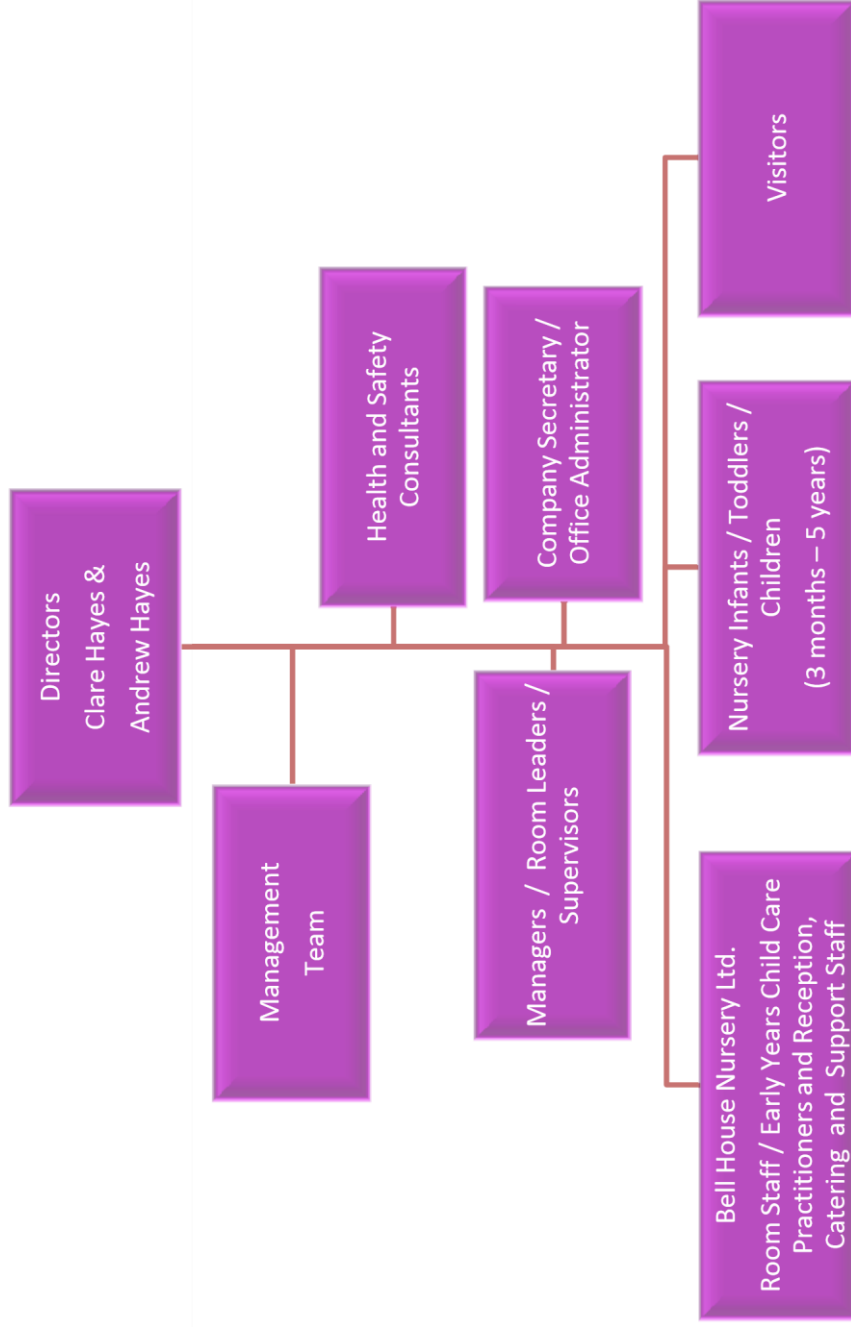 Directors
Clare Hayes &
Andrew Hayes
Management
Team
Health and Safety
Consultants
Managers / Room Leaders /
Supervisors
Company Secretary /
Office Administrator
Bell House Nursery Ltd.
Room Staff / Early Years Child Care
Practitioners and Reception,
Catering and Support Staff
Nursery Infants / Toddlers /
Children
(3 months – 5 years)
Visitors